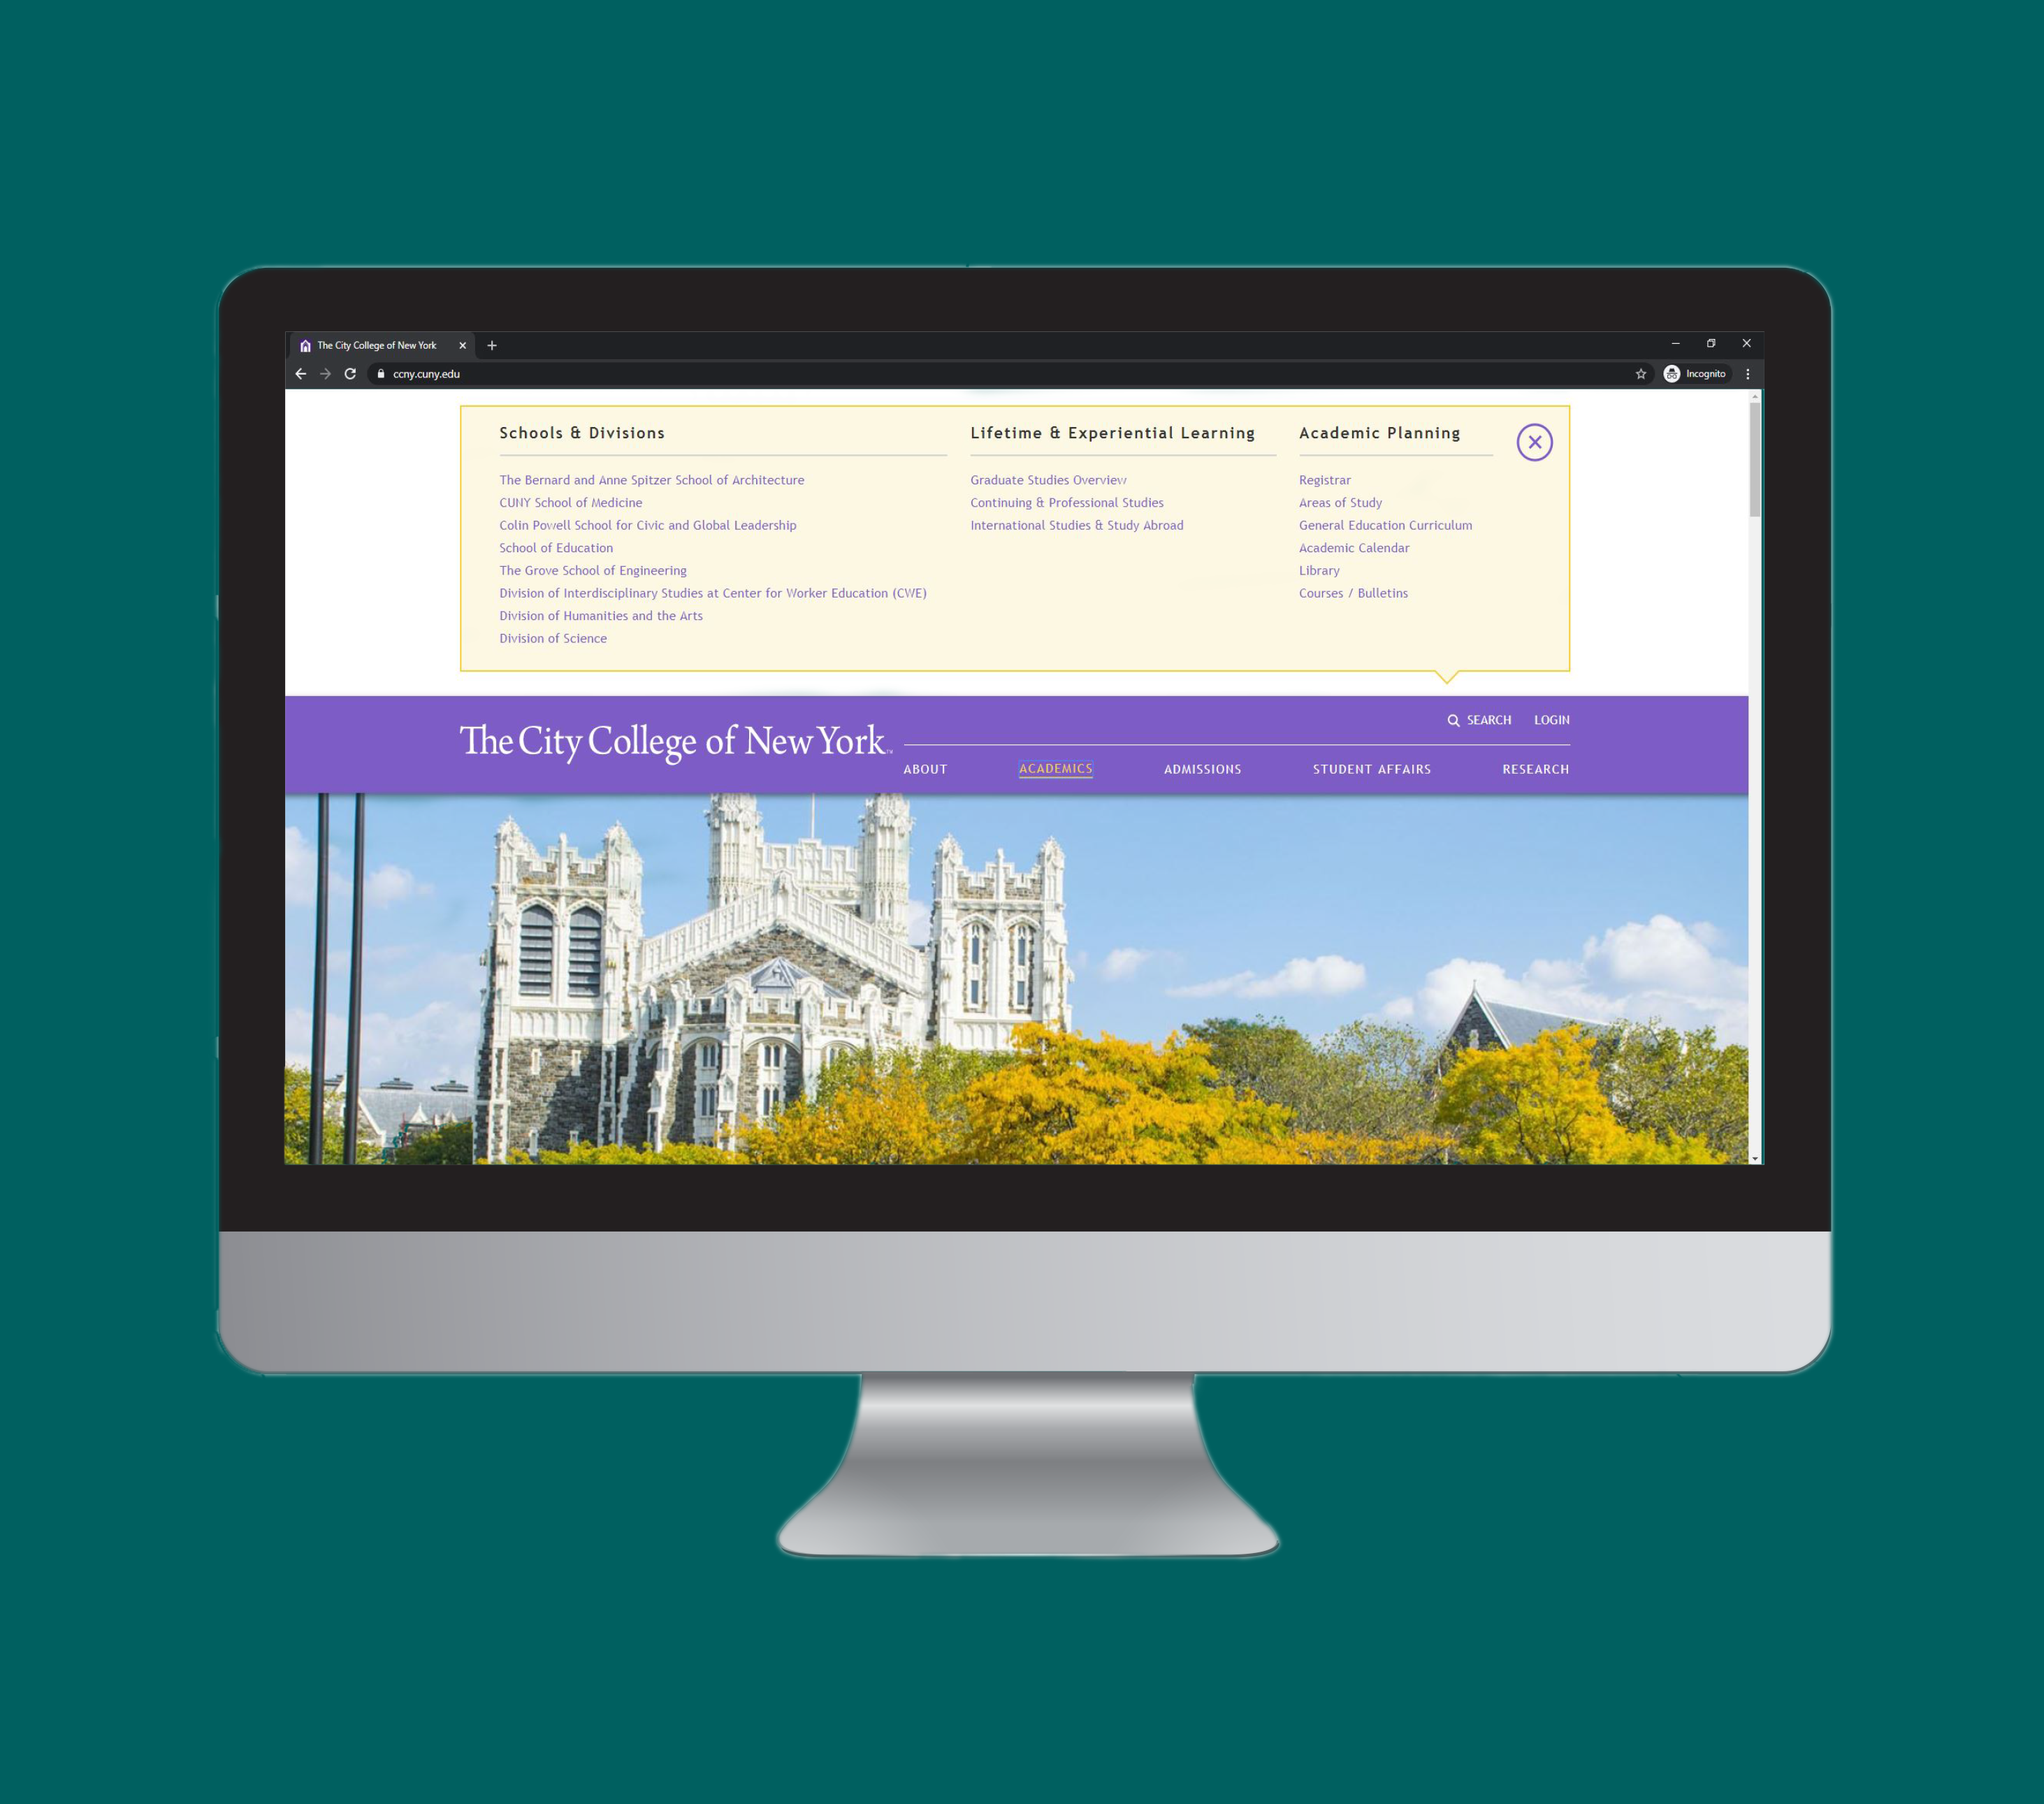 The City College of New York
ccny.cuny.edu
Incognito
Schools & Divisions
The Bernard and Anne Spitzer School of Architecture
CUNY School of Medicine
Colin Powell School for Civic and Global Leadership
School of Education
The Grove School of Engineering
Division of Interdisciplinary Studies at Center for Worker Education (CWE)
Division of Humanities and the Arts
Division of Science
Lifetime & Experiential Learning
Graduate Studies Overview
Continuing & Professional Studies
International Studies & Study Abroad
Academic Planning
Registrar
Areas of Study
General Education Curriculum
Academic Calendar
Library
Courses / Bulletins
The City College of New York
SEARCH LOGIN
ABOUT ACADEMICS ADMISSIONS STUDENT AFFAIRS RESEARCH